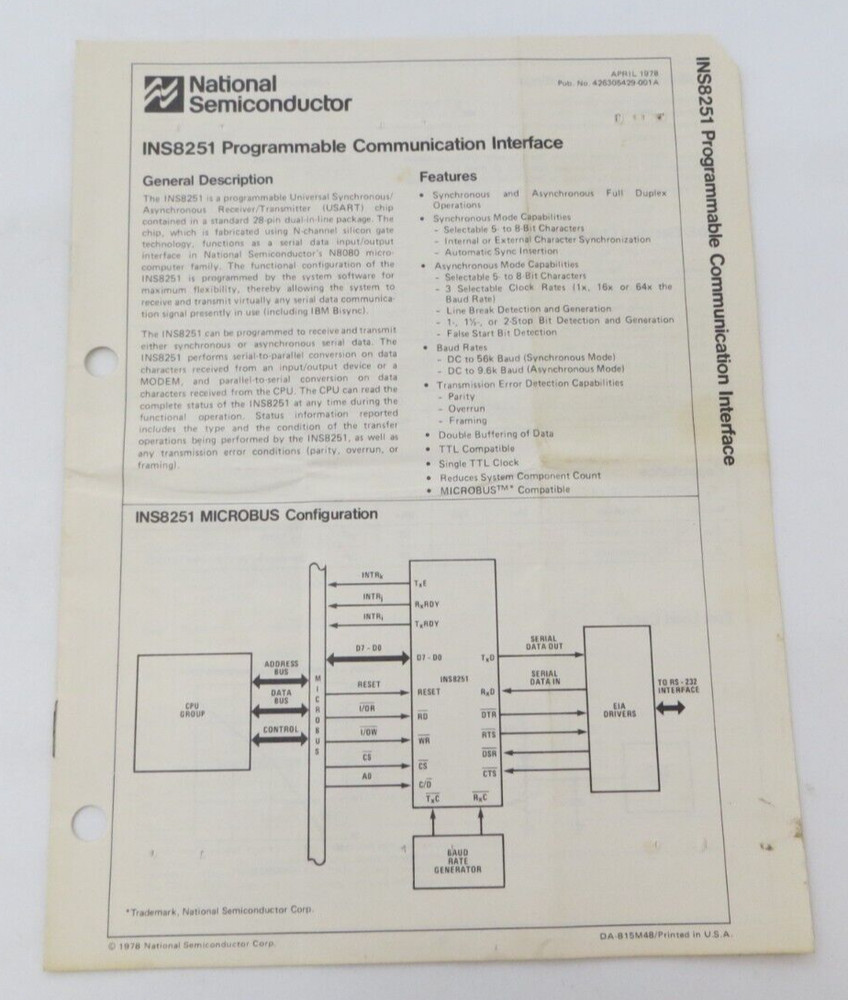 National
Semiconductor
APRIL 1978
Pub. No. 426305429-001A
INS8251 Programmable Communication Interface
INS8251 Programmable Communication Interface
General Description
The INS8251 is a programmable Universal Synchronous/
Asynchronous Receiver/Transmitter (USART) chip
contained in a standard 28-pin dual-in-line package. The
chip, which is fabricated using N-channel silicon gate
technology, functions as a serial data input/output
interface in National Semiconductor's N8080 micro-
computer family. The functional configuration of the
INS8251 is programmed by the system software for
maximum flexibility, thereby allowing the system to
receive and transmit virtually any serial data communica-
tion signal presently in use (including IBM Bisync).
The INS8251 can be programmed to receive and transmit
either synchronous or asynchronous serial data. The
INS8251 performs serial-to-parallel conversion on data
characters received from an input/output device or a
MODEM, and parallel-to-serial conversion on data
characters received from the CPU. The CPU can read the
complete status of the INS8251 at any time during the
functional operation. Status information reported
includes the type and the condition of the transfer
operations being performed by the INS8251, as well as
any transmission error conditions (parity, overrun, or
framing).
Features
• Synchronous and Asynchronous Full Duplex
Operations
• Synchronous Mode Capabilities
- Selectable 5- to 8-Bit Characters
- Internal or External Character Synchronization
- Automatic Sync Insertion
• Asynchronous Mode Capabilities
- Selectable 5- to 8-Bit Characters
- 3 Selectable Clock Rates (1x, 16x or 64x the
Baud Rate)
- Line Break Detection and Generation
- 1-, 1½-, or 2-Stop Bit Detection and Generation
- False Start Bit Detection
• Baud Rates
- DC to 56k Baud (Synchronous Mode)
- DC to 9.6k Baud (Asynchronous Mode)
• Transmission Error Detection Capabilities
- Parity
- Overrun
- Framing
• Double Buffering of Data
• TTL Compatible
• Single TTL Clock
• Reduces System Component Count
• MICROBUS™* Compatible
INS8251 MICROBUS Configuration
CPU
GROUP
ADDRESS
BUS
DATA
BUS
CONTROL
MICROBUS
INTRk
INTRj
INTRi
D7 - D0
RESET
I/OR
I/OW
CS
A0
TxE
RxRDY
TxRDY
D7 - D0
INS8251
RESET
RD
WR
CS
C/D
TxC
RxC
TxD
RxD
DTR
RTS
DSR
CTS
SERIAL
DATA OUT
SERIAL
DATA IN
EIA
DRIVERS
TO RS-232
INTERFACE
BAUD
RATE
GENERATOR
*Trademark, National Semiconductor Corp.
© 1978 National Semiconductor Corp.
DA-B15M48/Printed in U.S.A.